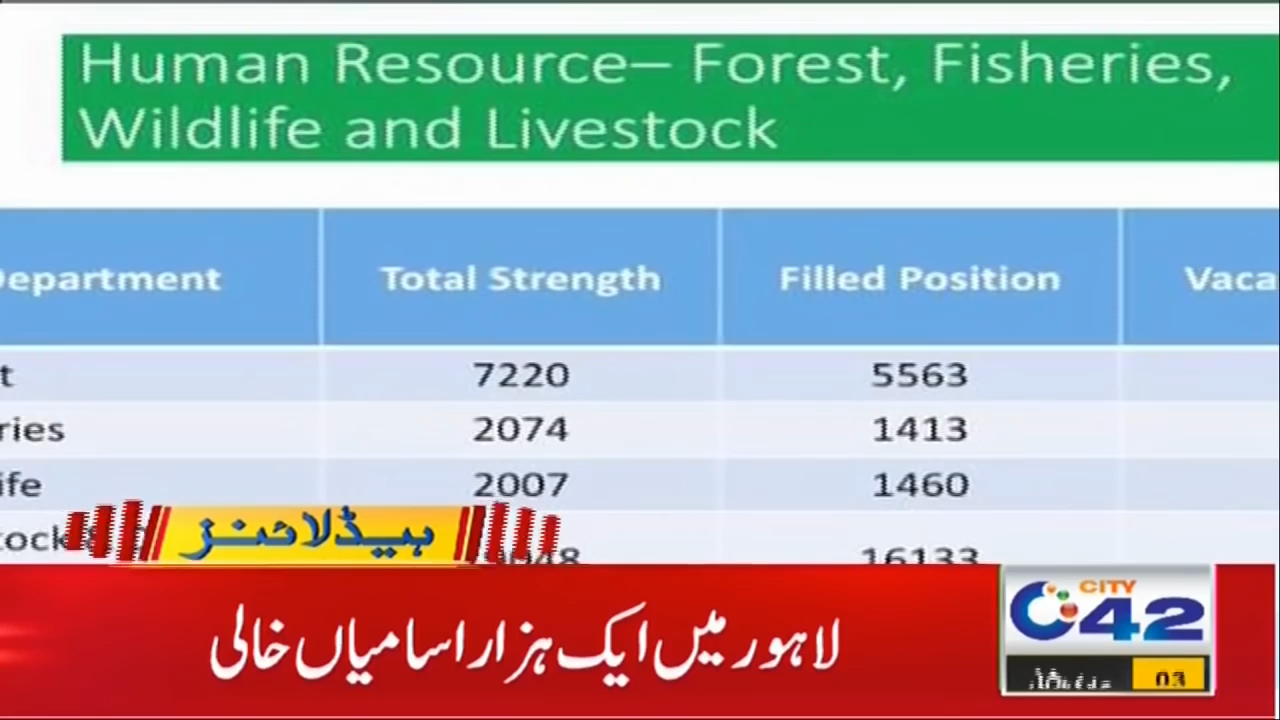 Human Resource– Forest, Fisheries,
Wildlife and Livestock
Department Total Strength Filled Position Vaca
t 7220 5563
ries 2074 1413
ife 2007 1460
tock 16133
ہیڈلائنز
لاہور میں ایک ہزار اسامیاں خالی
CITY
42
03